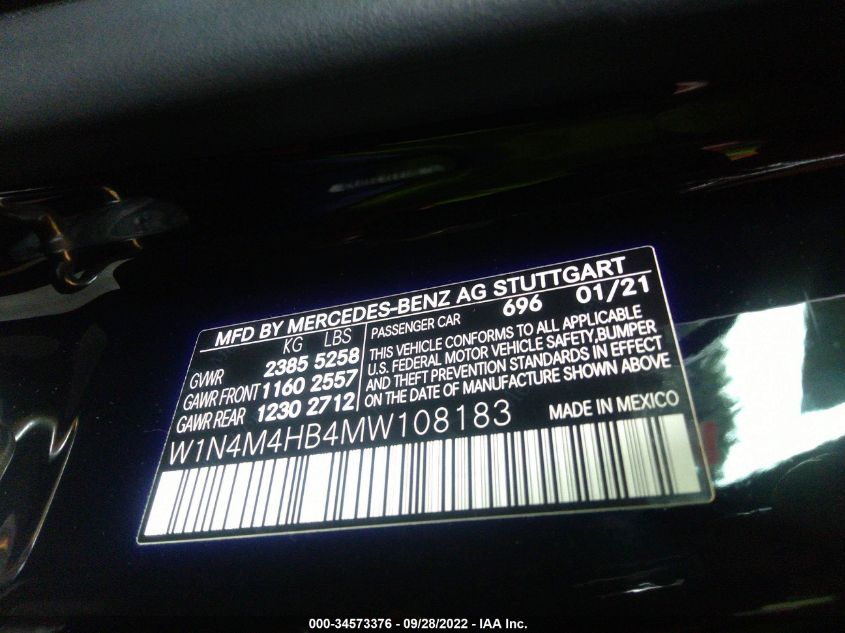 MFD BY MERCEDES-BENZ AG STUTTGART
KG LBS
GVWR 2385 5258
GAWR FRONT 1160 2557
GAWR REAR 1230 2712
PASSENGER CAR 696 01/21
THIS VEHICLE CONFORMS TO ALL APPLICABLE
U.S. FEDERAL MOTOR VEHICLE SAFETY,BUMPER
AND THEFT PREVENTION STANDARDS IN EFFECT
ON THE DATE OF MANUFACTURE SHOWN ABOVE
W1N4M4HB4MW108183 MADE IN MEXICO
000-34573376 - 09/28/2022 - IAA Inc.